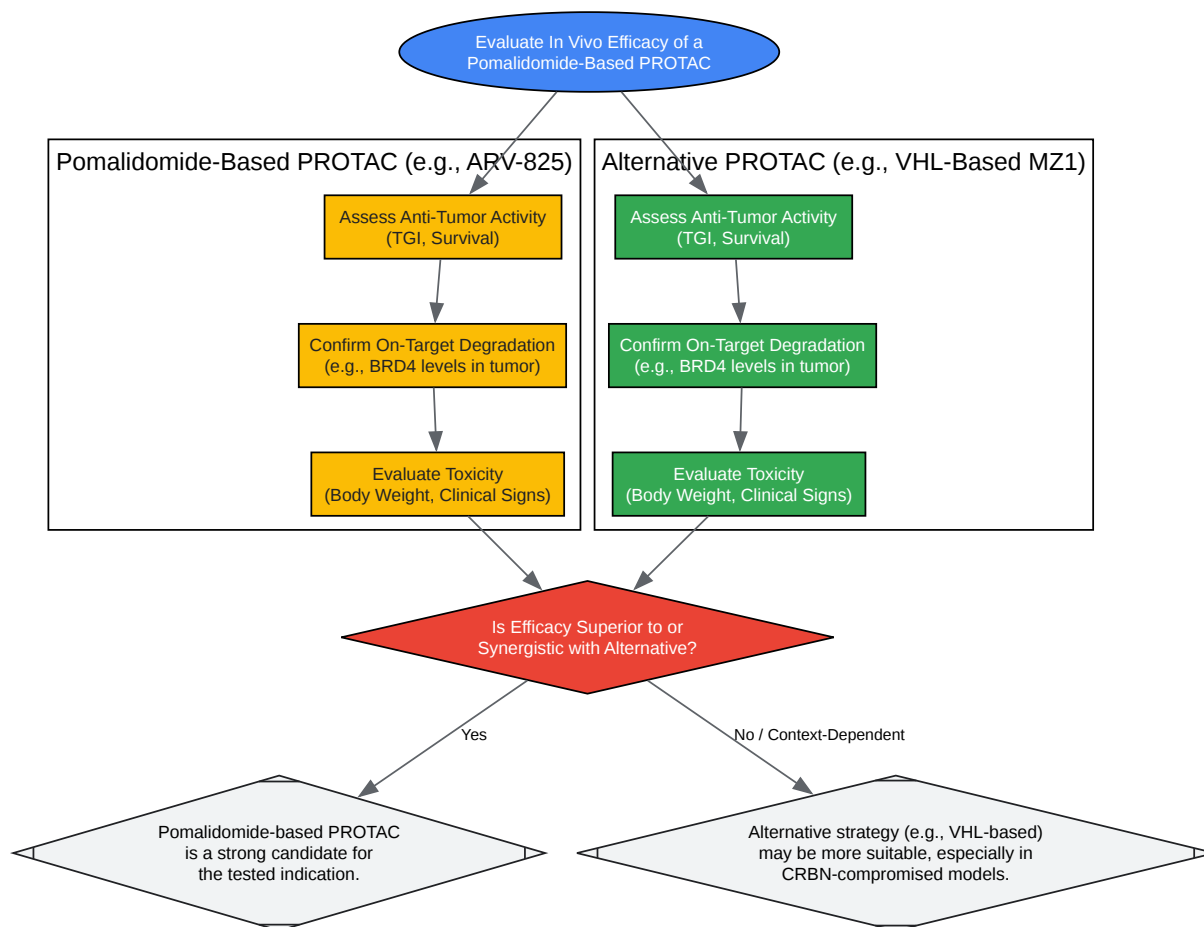 Evaluate In Vivo Efficacy of a
Pomalidomide-Based PROTAC
Pomalidomide-Based PROTAC (e.g., ARV-825)
Assess Anti-Tumor Activity
(TGI, Survival)
Confirm On-Target Degradation
(e.g., BRD4 levels in tumor)
Evaluate Toxicity
(Body Weight, Clinical Signs)
Alternative PROTAC (e.g., VHL-Based MZ1)
Assess Anti-Tumor Activity
(TGI, Survival)
Confirm On-Target Degradation
(e.g., BRD4 levels in tumor)
Evaluate Toxicity
(Body Weight, Clinical Signs)
Is Efficacy Superior to or
Synergistic with Alternative?
Yes
No / Context-Dependent
Pomalidomide-based PROTAC
is a strong candidate for
the tested indication.
Alternative strategy (e.g., VHL-based)
may be more suitable, especially in
CRBN-compromised models.